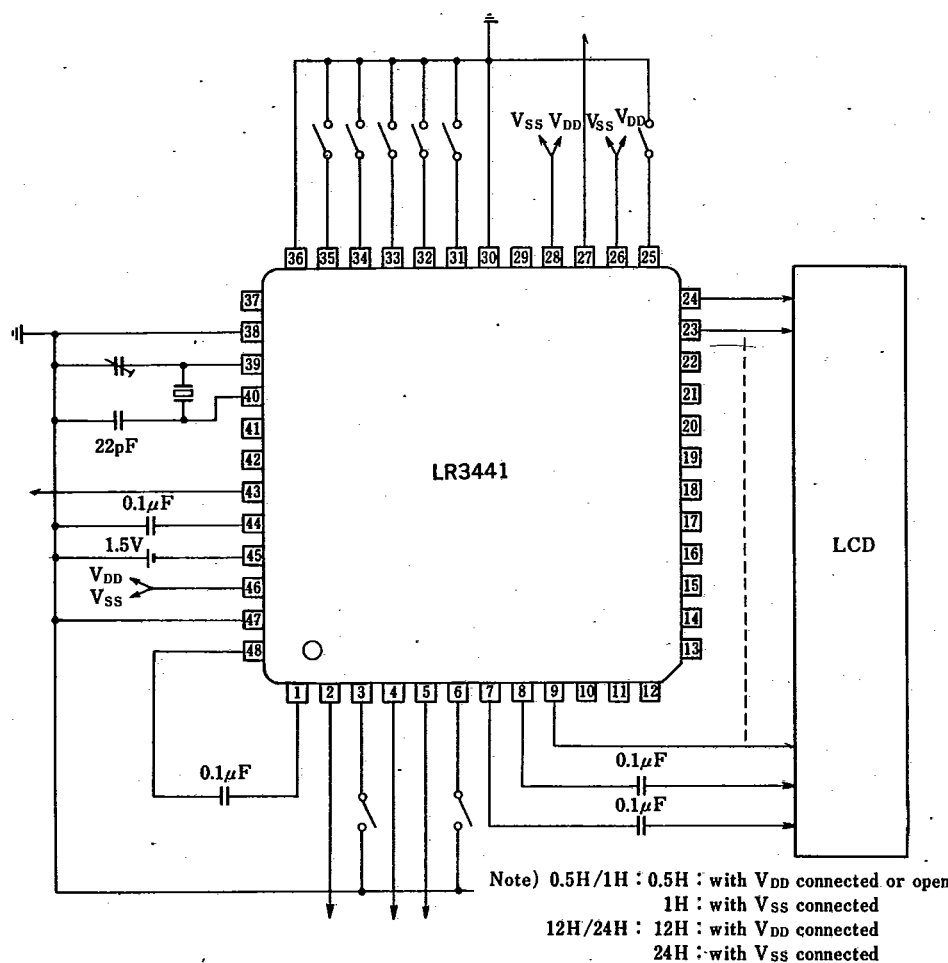 VSS VDD VSS VDD
36 35 34 33 32 31 30 29 28 27 26 25
37 24
38 23
39 22
40 21
22pF 41 20
42 19
LR3441
43 18
0.1μF 44 17
1.5V 45 16
LCD
VDD
VSS 46 15
47 14
48 13
1 2 3 4 5 6 7 8 9 10 11 12
0.1μF
0.1μF
0.1μF
Note) 0.5H/1H : 0.5H : with VDD connected or open
1H : with VSS connected
12H/24H : 12H : with VDD connected
24H : with VSS connected